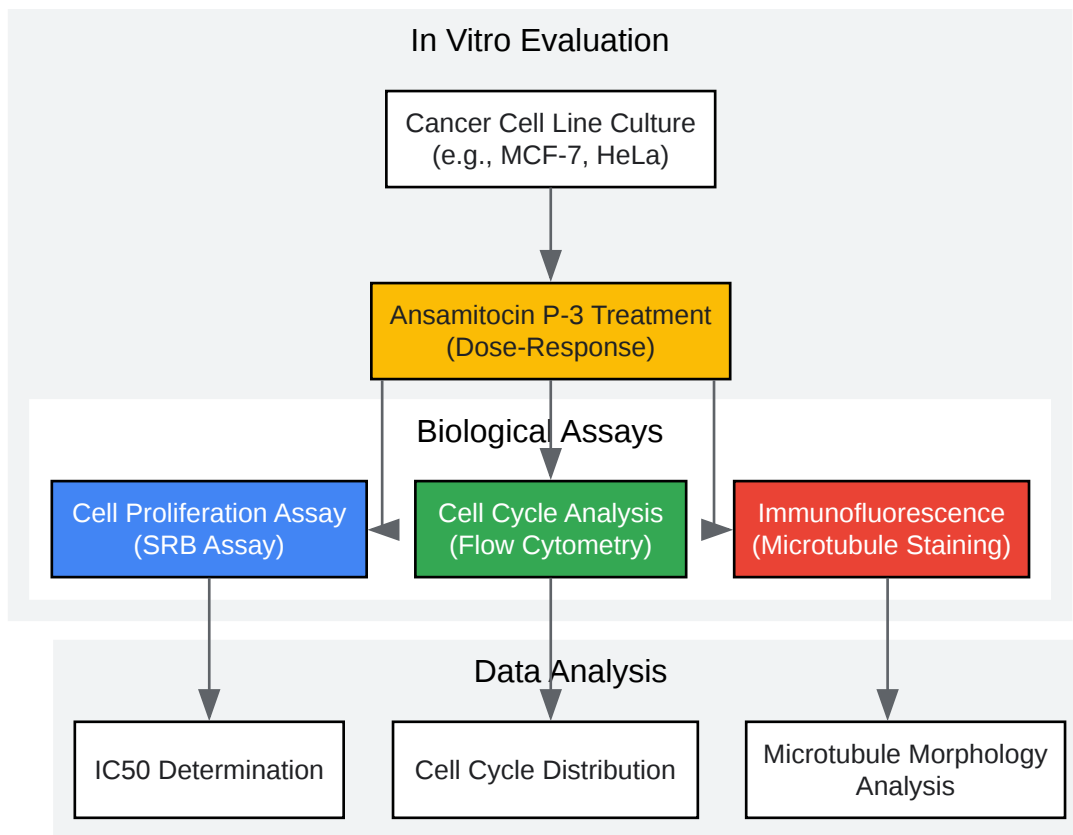 In Vitro Evaluation
Cancer Cell Line Culture
(e.g., MCF-7, HeLa)
Ansamitocin P-3 Treatment
(Dose-Response)
Biological Assays
Cell Proliferation Assay
(SRB Assay)
Cell Cycle Analysis
(Flow Cytometry)
Immunofluorescence
(Microtubule Staining)
Data Analysis
IC50 Determination
Cell Cycle Distribution
Microtubule Morphology
Analysis